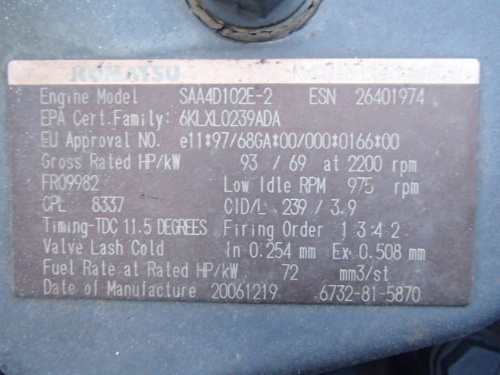 KOMATSU
Engine Model SAA4D102E-2 ESN 26401974
EPA Cert.Family: 6KLXL0239ADA
EU Approval NO. e11*97/68GA*00/000*0166*00
Gross Rated HP/kW 93 / 69 at 2200 rpm
FR09982 Low Idle RPM 975 rpm
CPL 8337 CID/L 239 / 3.9
Timing-TDC 11.5 DEGREES Firing Order 1 3 4 2
Valve Lash Cold In 0.254 mm Ex 0.508 mm
Fuel Rate at Rated HP/kW 72 mm3/st
Date of Manufacture 20061219 6732-81-5870